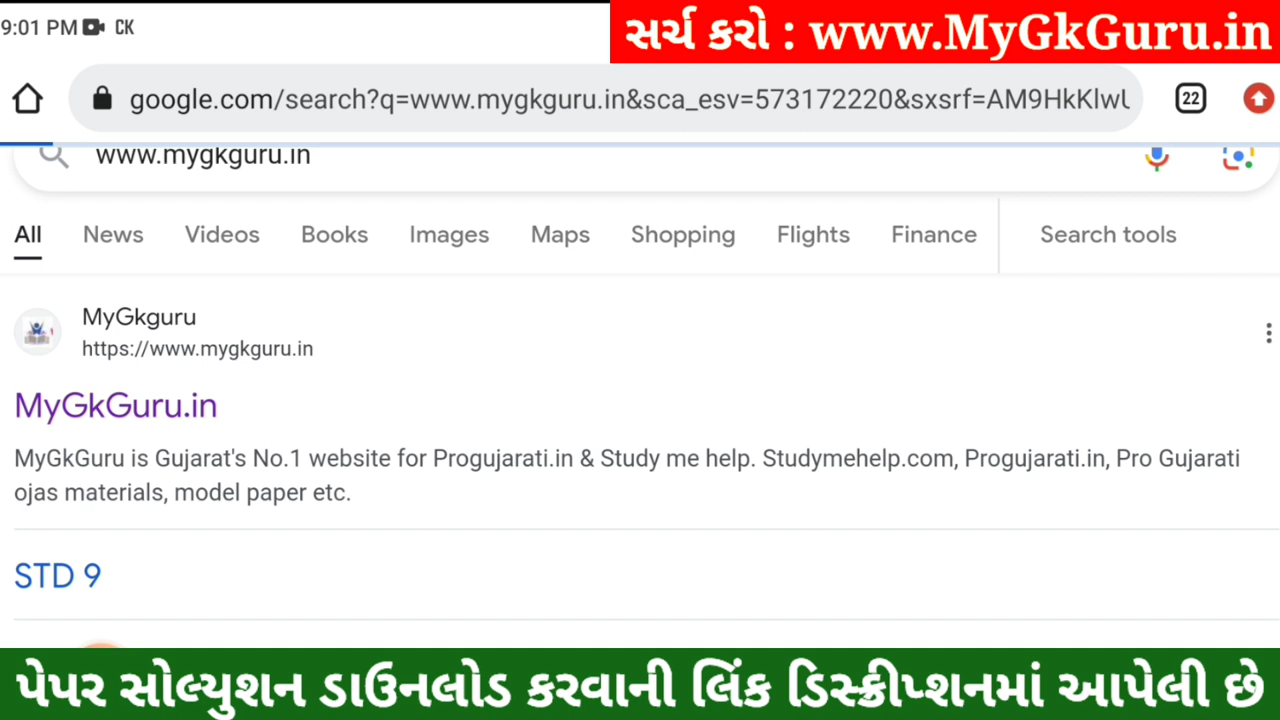 9:01 PM CK
સર્ચ કરો : www.MyGkGuru.in
google.com/search?q=www.mygkguru.in&sca_esv=573172220&sxsrf=AM9HkKlwU
22
www.mygkguru.in
All News Videos Books Images Maps Shopping Flights Finance Search tools
MyGkguru
https://www.mygkguru.in
MyGkGuru.in
MyGkGuru is Gujarat's No.1 website for Progujarati.in & Study me help. Studymehelp.com, Progujarati.in, Pro Gujarati
ojas materials, model paper etc.
STD 9
પેપર સોલ્યુશન ડાઉનલોડ કરવાની લિંક ડિસ્ક્રીપ્શનમાં આપેલી છે